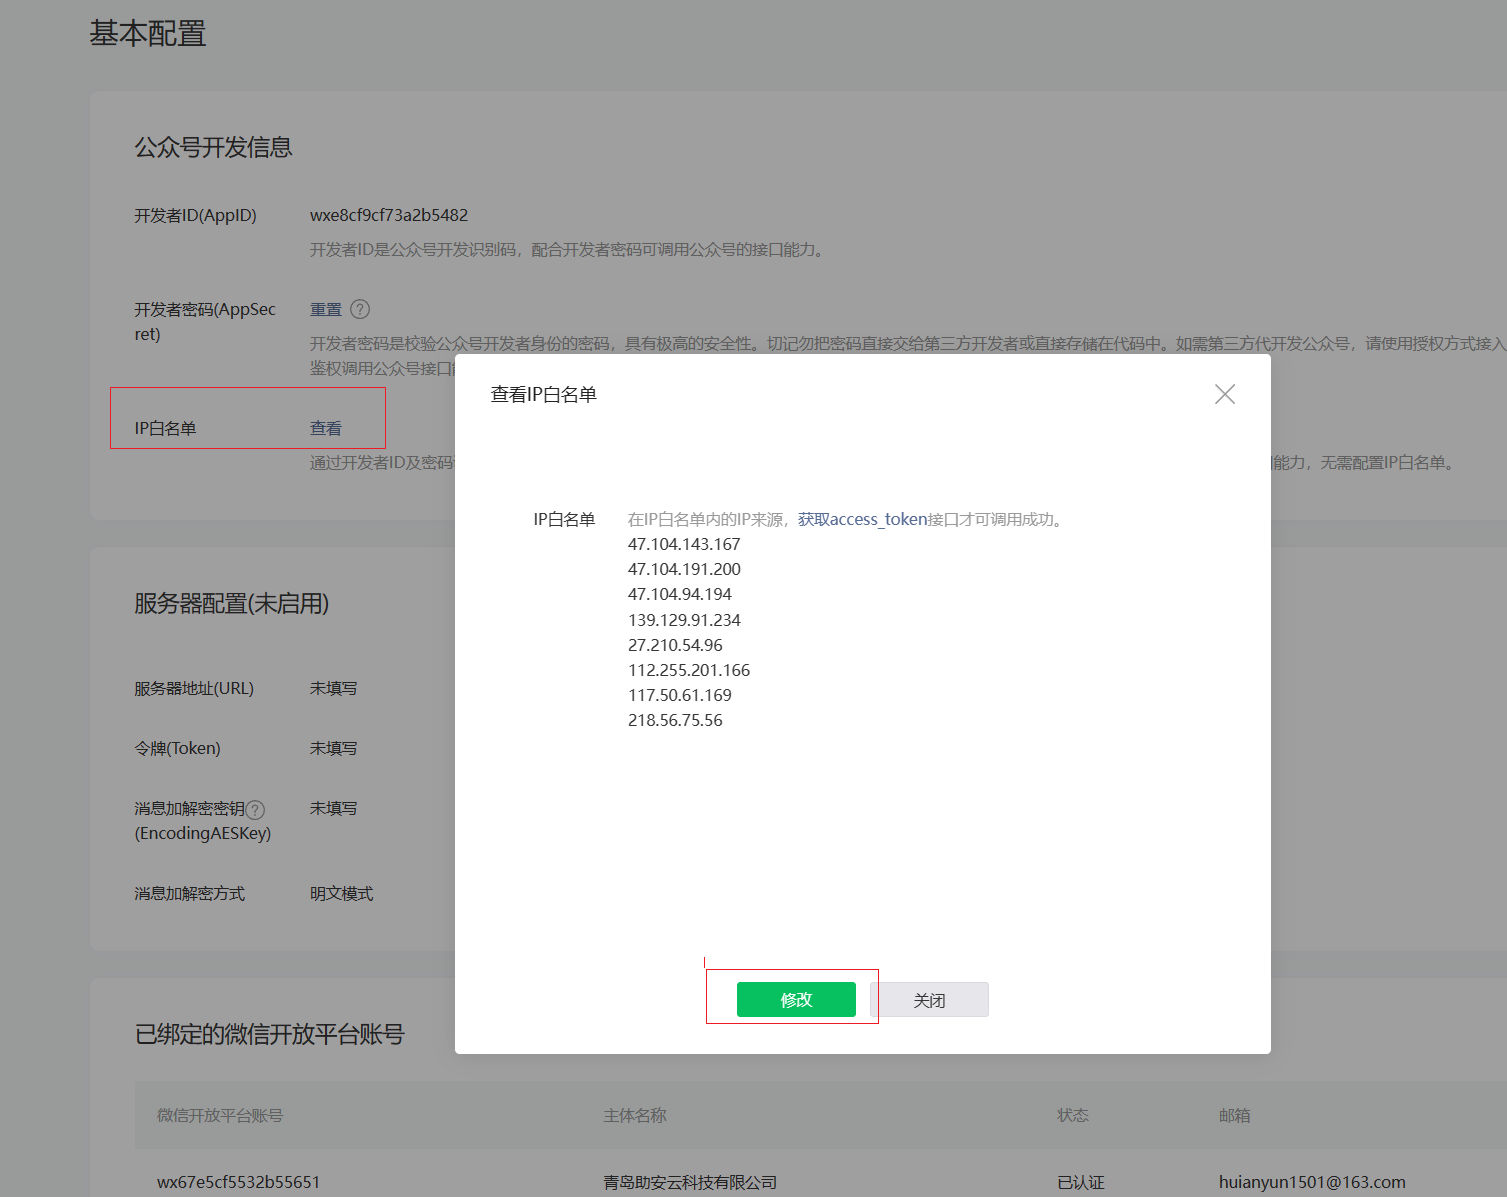 基本配置
公众号开发信息
开发者ID(AppID)
wxe8cf9cf73a2b5482
开发者ID是公众号开发识别码，配合开发者密码可调用公众号的接口能力。
开发者密码(AppSec
ret)
重置 ?
开发者密码是校验公众号开发者身份的密码，具有极高的安全性。切记勿把密码直接交给第三方开发者或直接存储在代码中。如需第三方代开发公众号，请使用授权方式接入
鉴权调用公众号接口
IP白名单
查看
通过开发者ID及密码
能力，无需配置IP白名单。
查看IP白名单
IP白名单
在IP白名单内的IP来源，获取access_token接口才可调用成功。
47.104.143.167
47.104.191.200
47.104.94.194
139.129.91.234
27.210.54.96
112.255.201.166
117.50.61.169
218.56.75.56
修改
关闭
服务器配置(未启用)
服务器地址(URL)
未填写
令牌(Token)
未填写
消息加解密密钥?
(EncodingAESKey)
未填写
消息加解密方式
明文模式
已绑定的微信开放平台账号
微信开放平台账号
主体名称
状态
邮箱
wx67e5cf5532b55651
青岛助安云科技有限公司
已认证
huianyun1501@163.com